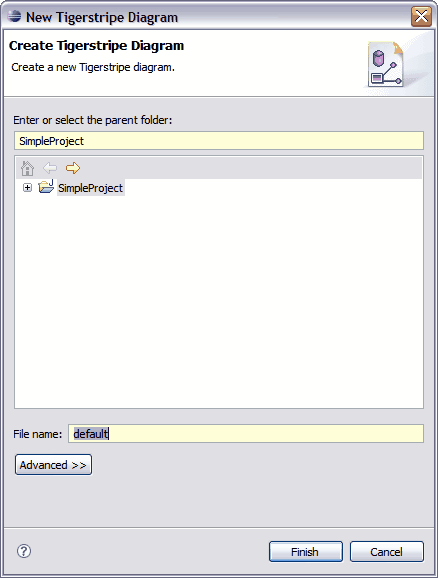 New Tigerstripe Diagram
Create Tigerstripe Diagram
Create a new Tigerstripe diagram.
Enter or select the parent folder:
SimpleProject
SimpleProject
File name: default
Advanced >>
? Finish Cancel